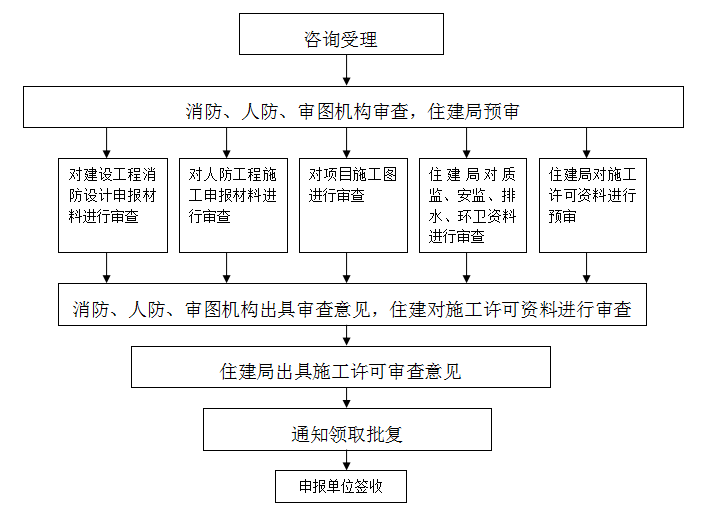 咨询受理
消防、人防、审图机构审查，住建局预审
对建设工程消
防设计申报材
料进行审查
对人防工程施
工申报材料进
行审查
对项目施工图
进行审查
住建局对质
监、安监、排
水、环卫资料
进行审查
住建局对施工
许可资料进行
预审
消防、人防、审图机构出具审查意见，住建对施工许可资料进行审查
住建局出具施工许可审查意见
通知领取批复
申报单位签收